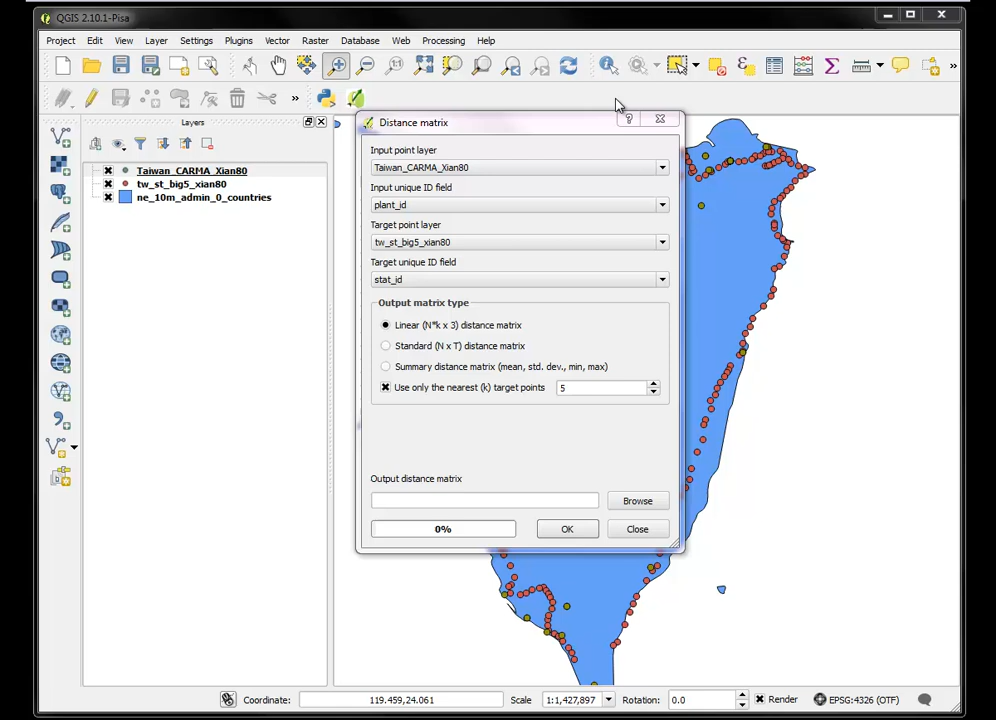 QGIS 2.10.1-Pisa
Project Edit View Layer Settings Plugins Vector Raster Database Web Processing Help
Layers
Taiwan_CARMA_Xian80
tw_st_big5_xian80
ne_10m_admin_0_countries
Distance matrix
Input point layer
Taiwan_CARMA_Xian80
Input unique ID field
plant_id
Target point layer
tw_st_big5_xian80
Target unique ID field
stat_id
Output matrix type
Linear (N*k x 3) distance matrix
Standard (N x T) distance matrix
Summary distance matrix (mean, std. dev., min, max)
Use only the nearest (k) target points 5
Output distance matrix
Browse
0% OK Close
Coordinate: 119.459,24.061 Scale 1:1,427,897 Rotation: 0.0 Render EPSG:4326 (OTF)